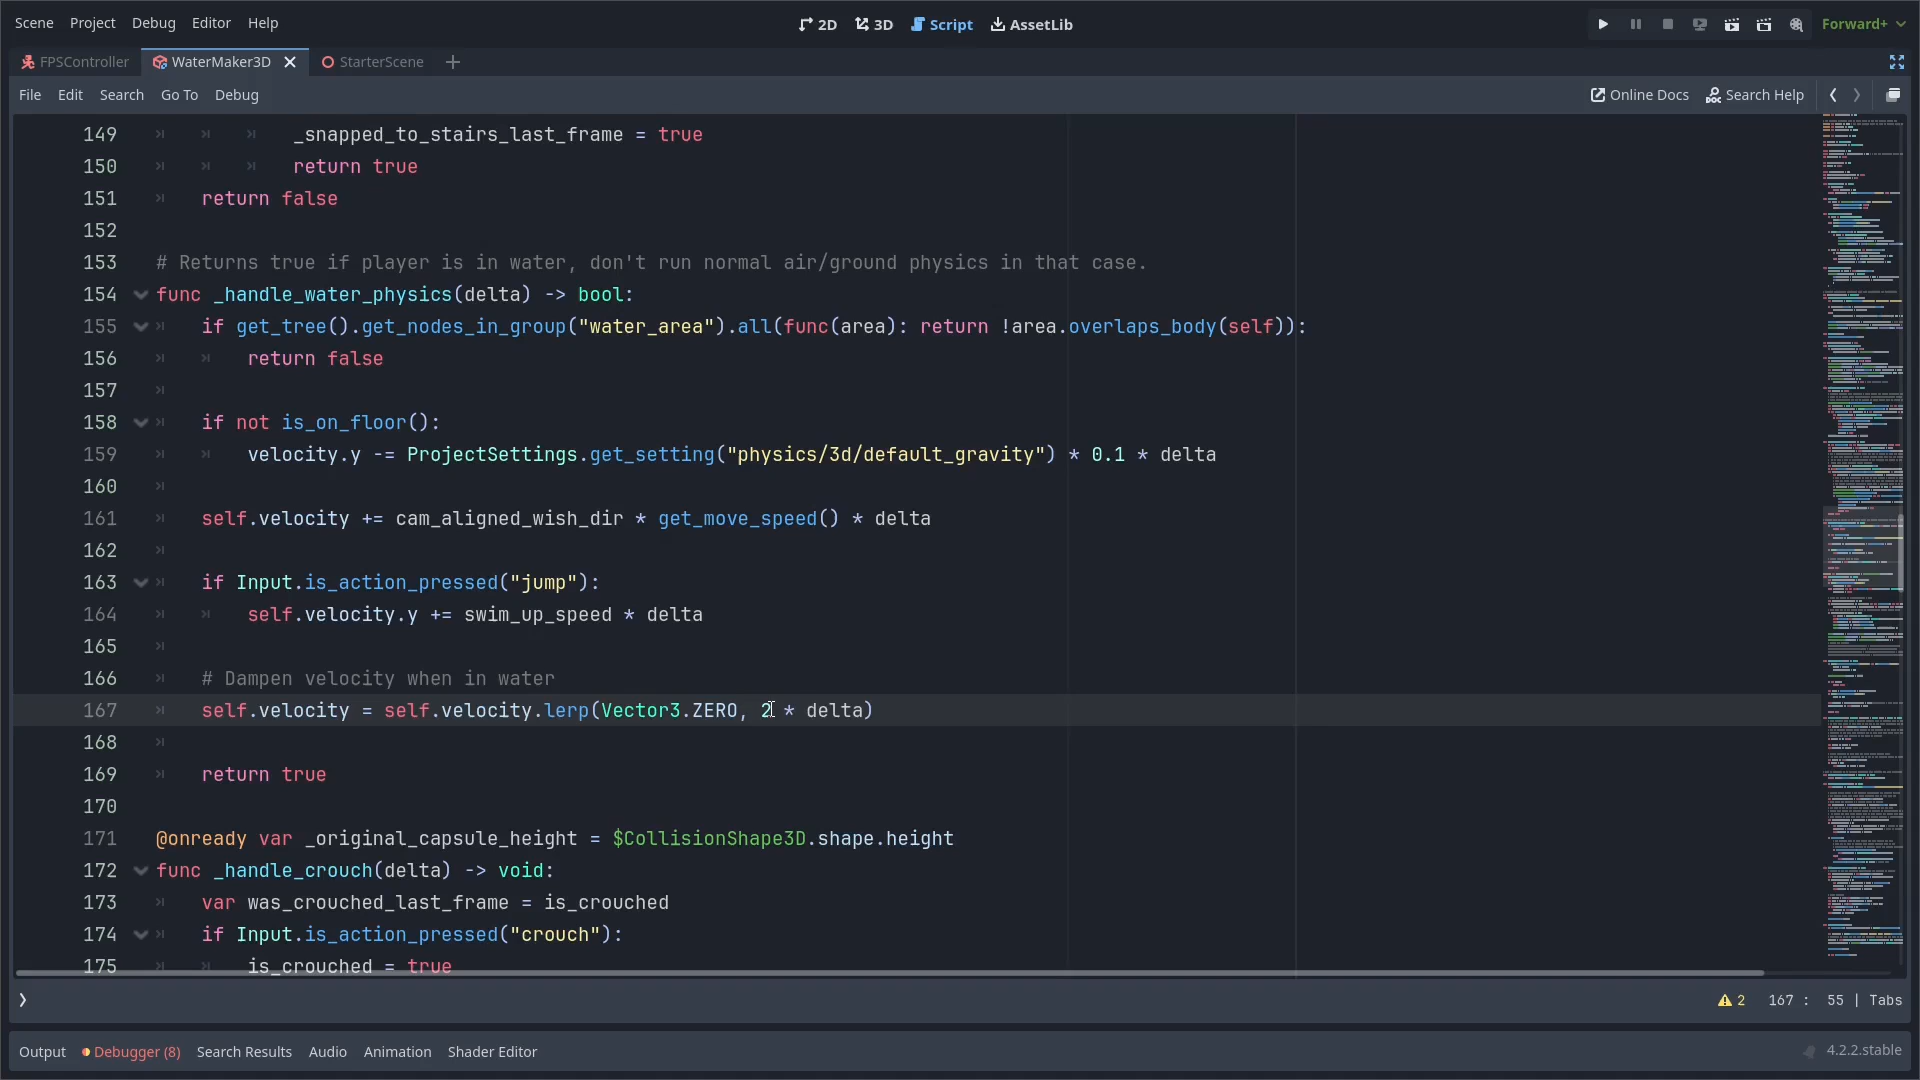 Scene Project Debug Editor Help 2D 3D Script AssetLib Forward+
FPSController WaterMaker3D StarterScene
File Edit Search Go To Debug Online Docs Search Help
149 _snapped_to_stairs_last_frame = true
150 return true
151 return false
152
153 # Returns true if player is in water, don't run normal air/ground physics in that case.
154 func _handle_water_physics(delta) -> bool:
155 if get_tree().get_nodes_in_group("water_area").all(func(area): return !area.overlaps_body(self)):
156 return false
157
158 if not is_on_floor():
159 velocity.y -= ProjectSettings.get_setting("physics/3d/default_gravity") * 0.1 * delta
160
161 self.velocity += cam_aligned_wish_dir * get_move_speed() * delta
162
163 if Input.is_action_pressed("jump"):
164 self.velocity.y += swim_up_speed * delta
165
166 # Dampen velocity when in water
167 self.velocity = self.velocity.lerp(Vector3.ZERO, 2 * delta)
168
169 return true
170
171 @onready var _original_capsule_height = $CollisionShape3D.shape.height
172 func _handle_crouch(delta) -> void:
173 var was_crouched_last_frame = is_crouched
174 if Input.is_action_pressed("crouch"):
175 is_crouched = true
2 167 : 55 | Tabs
Output Debugger (8) Search Results Audio Animation Shader Editor 4.2.2.stable